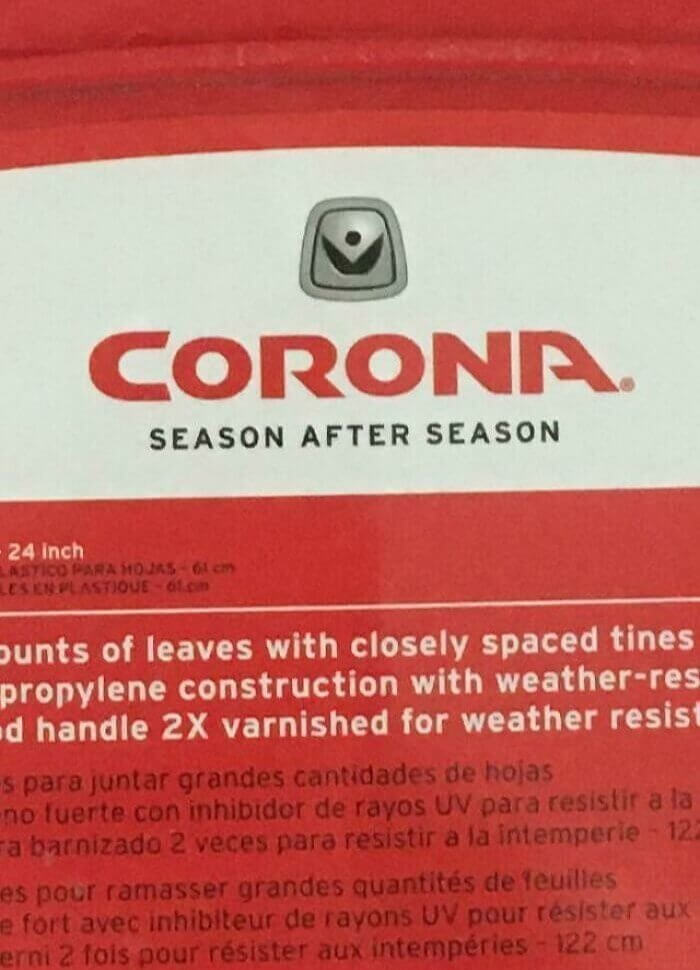 CORONA®
SEASON AFTER SEASON
- 24 inch
LASTICO PARA HOJAS - 61 cm
LES EN PLASTIQUE - 61 cm
ounts of leaves with closely spaced tines
propylene construction with weather-res
d handle 2X varnished for weather resist
s para juntar grandes cantidades de hojas
no fuerte con inhibidor de rayos UV para resistir a la
ra barnizado 2 veces para resistir a la intemperie - 122
es pour ramasser grandes quantités de feuilles
e fort avec inhibiteur de rayons UV pour résister aux
erni 2 fois pour résister aux intempéries - 122 cm